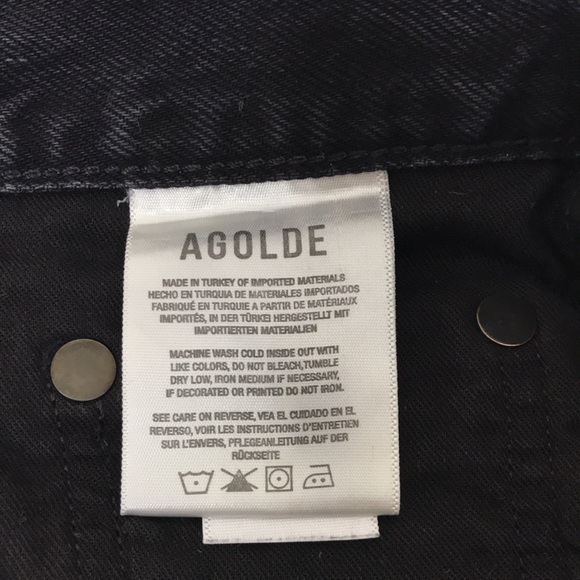 AGOLDE
MADE IN TURKEY OF IMPORTED MATERIALS
HECHO EN TURQUIA DE MATERIALES IMPORTADOS
FABRIQUÉ EN TURQUIE A PARTIR DE MATÉRIAUX
IMPORTÉS, IN DER TÜRKEI HERGESTELLT MIT
IMPORTIERTEN MATERIALIEN
MACHINE WASH COLD INSIDE OUT WITH
LIKE COLORS, DO NOT BLEACH,TUMBLE
DRY LOW, IRON MEDIUM IF NECESSARY,
IF DECORATED OR PRINTED DO NOT IRON.
SEE CARE ON REVERSE, VEA EL CUIDADO EN EL
REVERSO, VOIR LES INSTRUCTIONS D'ENTRETIEN
SUR L'ENVERS, PFLEGEANLEITUNG AUF DER
RÜCKSEITE